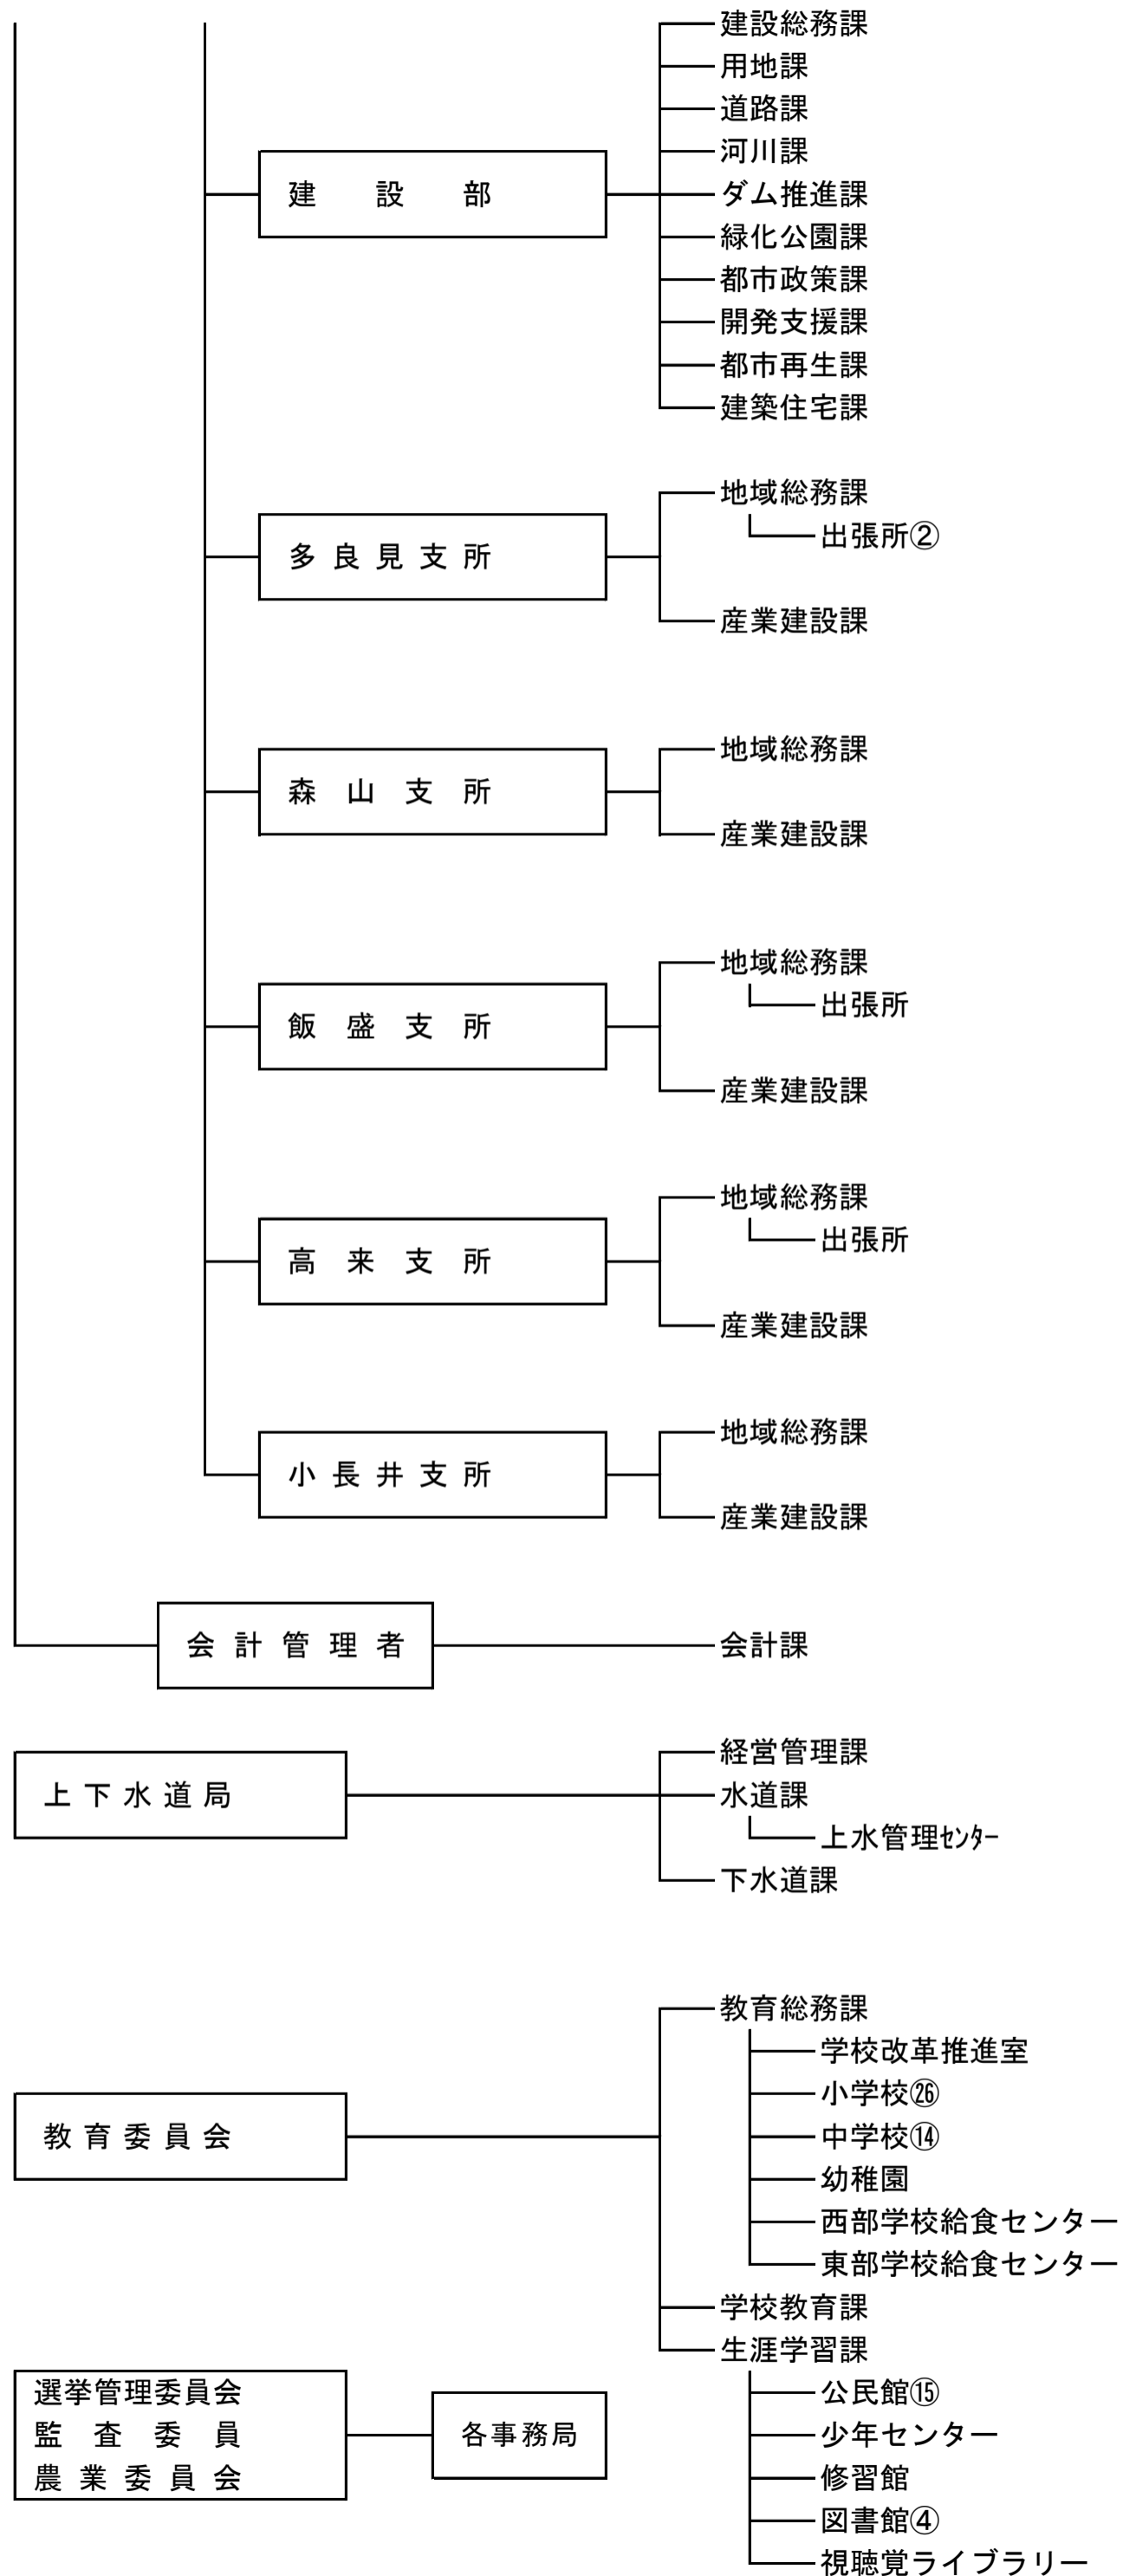 建設総務課
用地課
道路課
河川課
建設部
ダム推進課
緑化公園課
都市政策課
開発支援課
都市再生課
建築住宅課
地域総務課
出張所②
多良見支所
産業建設課
地域総務課
森山支所
産業建設課
地域総務課
出張所
飯盛支所
産業建設課
地域総務課
出張所
高来支所
産業建設課
地域総務課
小長井支所
産業建設課
会計管理者
会計課
経営管理課
上下水道局
水道課
上水管理ｾﾝﾀｰ
下水道課
教育総務課
学校改革推進室
小学校㉖
教育委員会
中学校⑭
幼稚園
西部学校給食センター
東部学校給食センター
学校教育課
生涯学習課
選挙管理委員会
監査委員
農業委員会
各事務局
公民館⑮
少年センター
修習館
図書館④
視聴覚ライブラリー